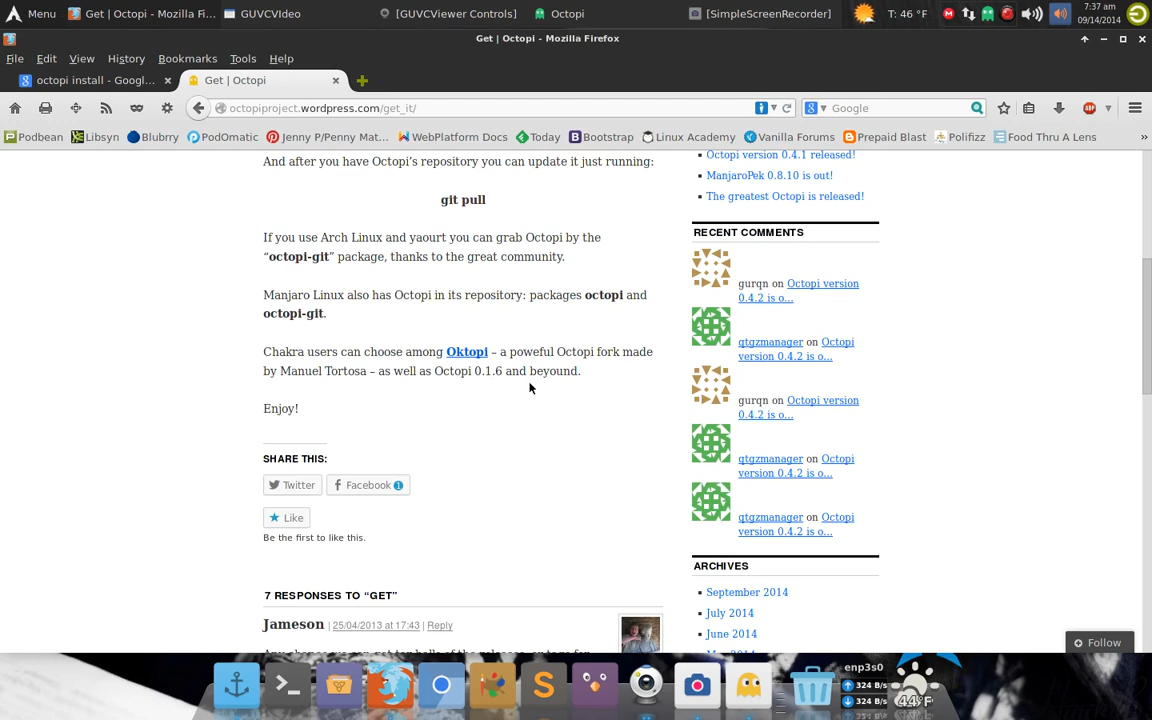 Menu
Get | Octopi - Mozilla Fi...
GUVCVIdeo
[GUVCViewer Controls]
Octopi
[SimpleScreenRecorder]
T: 46 °F
7:37 am
09/14/2014
Get | Octopi - Mozilla Firefox
File Edit View History Bookmarks Tools Help
octopi install - Googl...
Get | Octopi
octopiproject.wordpress.com/get_it/
Google
Podbean
Libsyn
Blubrry
PodOmatic
Jenny P/Penny Mat...
WebPlatform Docs
Today
Bootstrap
Linux Academy
Vanilla Forums
Prepaid Blast
Polifizz
Food Thru A Lens
And after you have Octopi’s repository you can update it just running:
git pull
If you use Arch Linux and yaourt you can grab Octopi by the
“octopi-git” package, thanks to the great community.
Manjaro Linux also has Octopi in its repository: packages octopi and
octopi-git.
Chakra users can choose among Oktopi – a poweful Octopi fork made
by Manuel Tortosa – as well as Octopi 0.1.6 and beyound.
Enjoy!
SHARE THIS:
Twitter
Facebook 1
Like
Be the first to like this.
7 RESPONSES TO “GET”
Jameson | 25/04/2013 at 17:43 | Reply
Octopi version 0.4.1 released!
ManjaroPek 0.8.10 is out!
The greatest Octopi is released!
RECENT COMMENTS
gurqn on Octopi version
0.4.2 is o...
qtgzmanager on Octopi
version 0.4.2 is o...
gurqn on Octopi version
0.4.2 is o...
qtgzmanager on Octopi
version 0.4.2 is o...
qtgzmanager on Octopi
version 0.4.2 is o...
ARCHIVES
September 2014
July 2014
June 2014
Follow
enp3s0
324 B/s
324 B/s
44°F